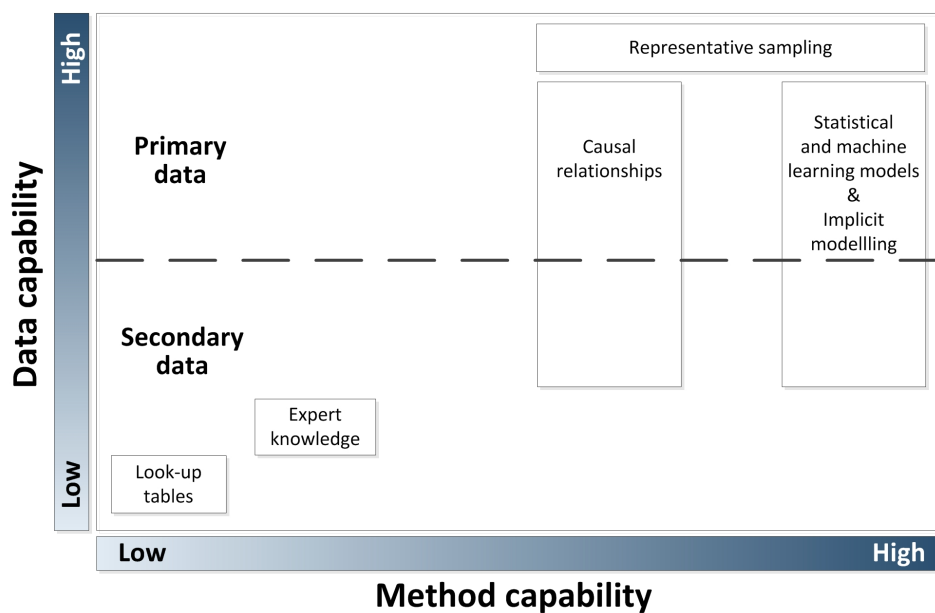 High
Data capability
Low
Representative sampling
Primary
data
Causal
relationships
Statistical
and machine
learning models
&
Implicit
modellling
Secondary
data
Expert
knowledge
Look-up
tables
Low
High
Method capability